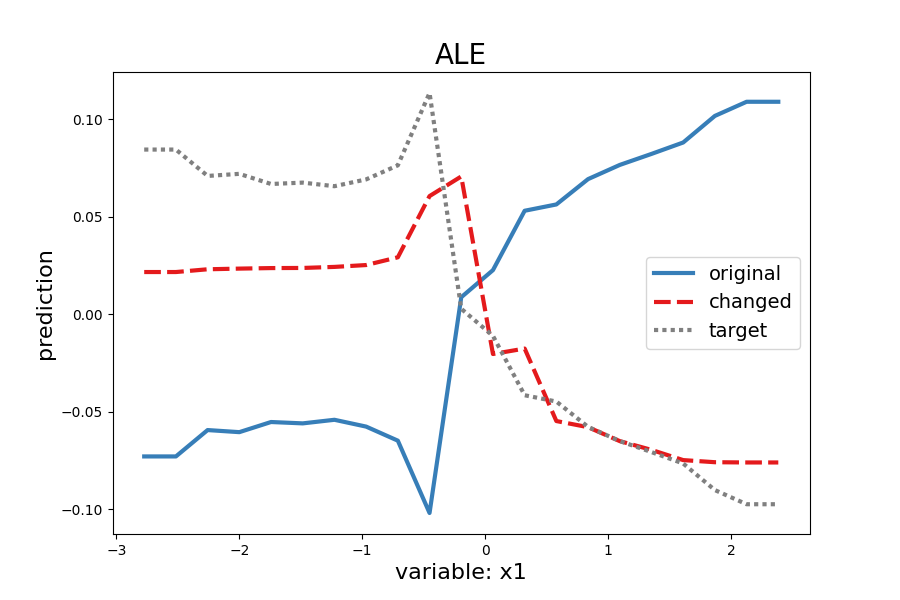 ALE
prediction
0.10
0.05
0.00
−0.05
−0.10
original
changed
target
−3
−2
−1
0
1
2
variable: x1